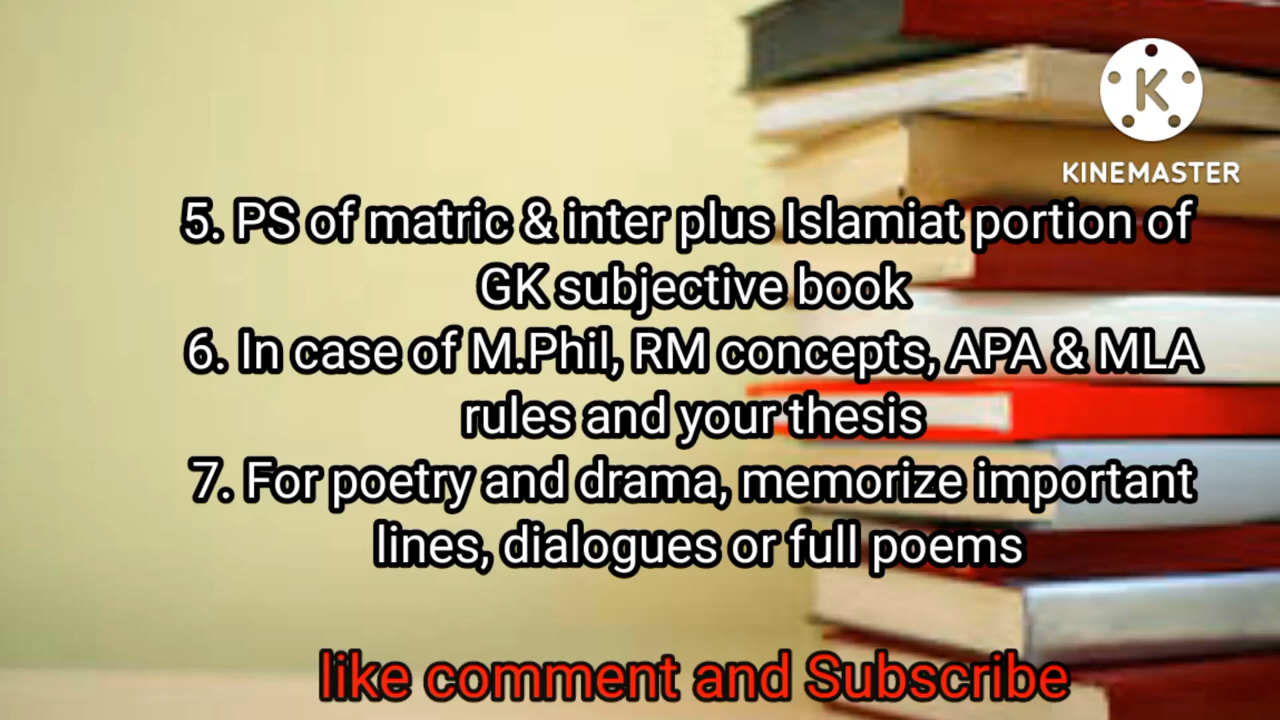 KINEMASTER
5. PS of matric & inter plus Islamiat portion of
GK subjective book
6. In case of M.Phil, RM concepts, APA & MLA
rules and your thesis
7. For poetry and drama, memorize important
lines, dialogues or full poems
like comment and Subscribe